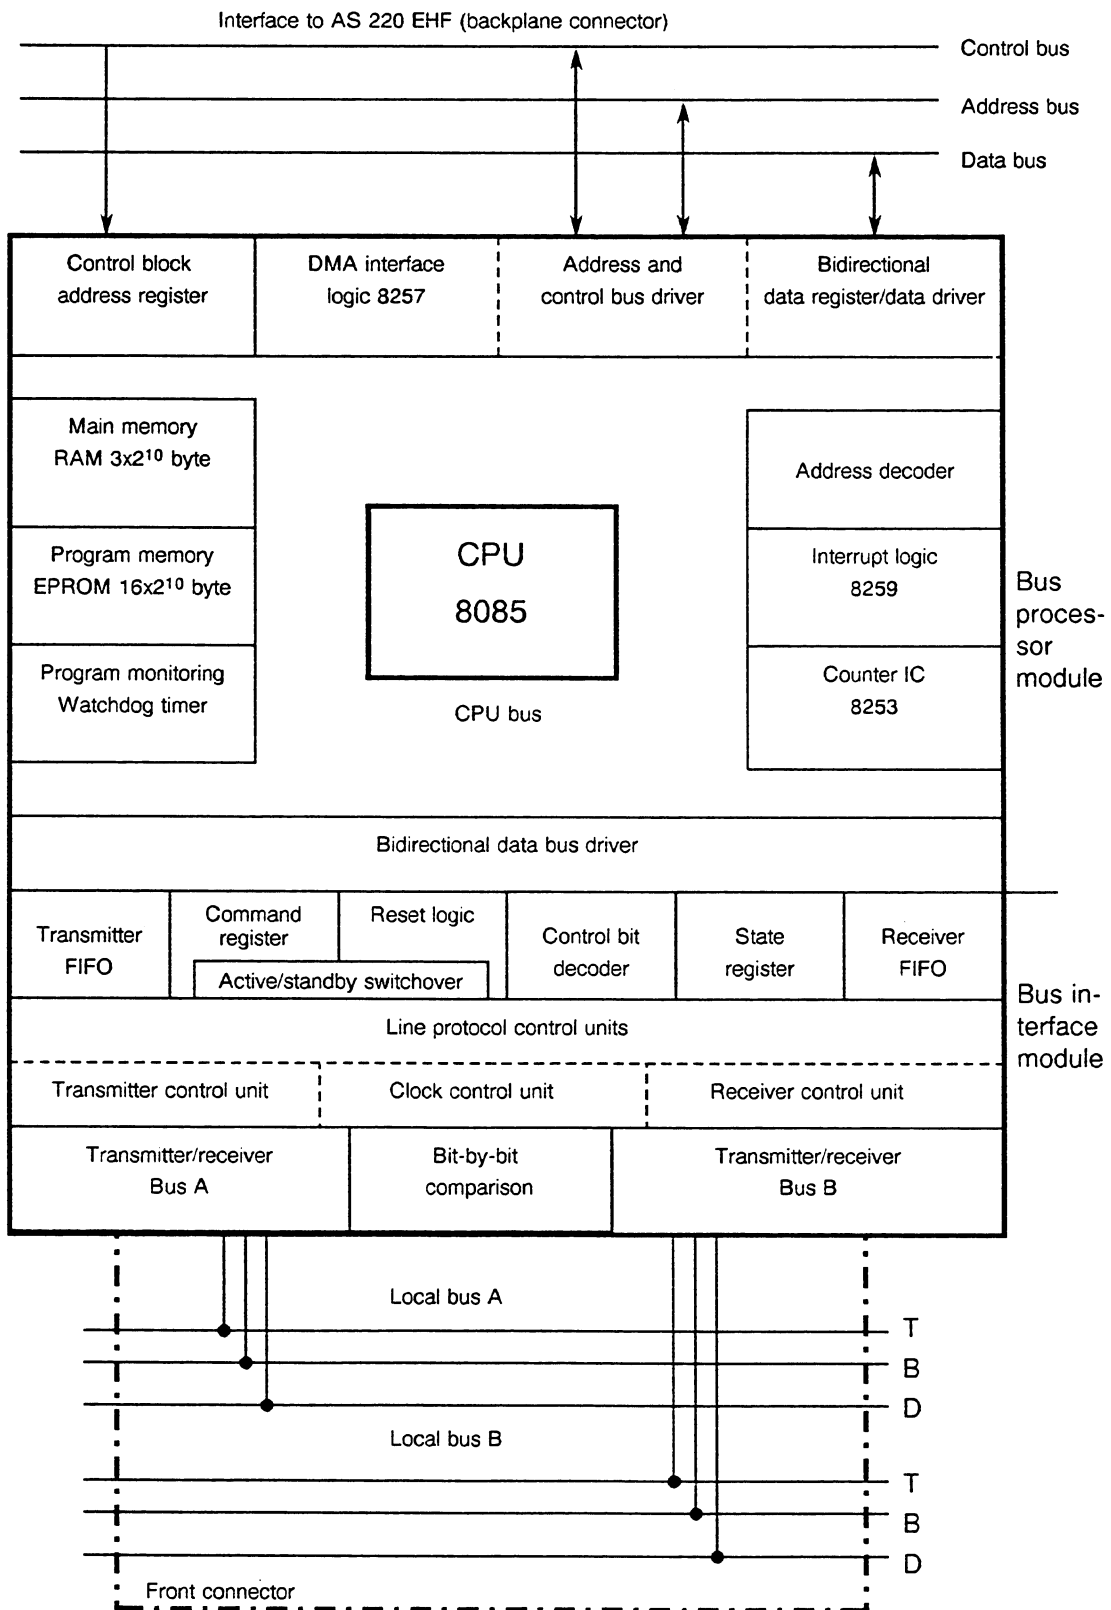 Interface to AS 220 EHF (backplane connector)
Control bus
Address bus
Data bus
Control block
address register
DMA interface
logic 8257
Address and
control bus driver
Bidirectional
data register/data driver
Main memory
RAM 3x2¹⁰ byte
Address decoder
CPU
8085
Program memory
EPROM 16x2¹⁰ byte
Interrupt logic
8259
Bus
proces-
sor
module
Program monitoring
Watchdog timer
Counter IC
8253
CPU bus
Bidirectional data bus driver
Transmitter
FIFO
Command
register
Reset logic
Active/standby switchover
Control bit
decoder
State
register
Receiver
FIFO
Bus in-
terface
module
Line protocol control units
Transmitter control unit
Clock control unit
Receiver control unit
Transmitter/receiver
Bus A
Bit-by-bit
comparison
Transmitter/receiver
Bus B
Local bus A
T
B
D
Local bus B
T
B
D
Front connector